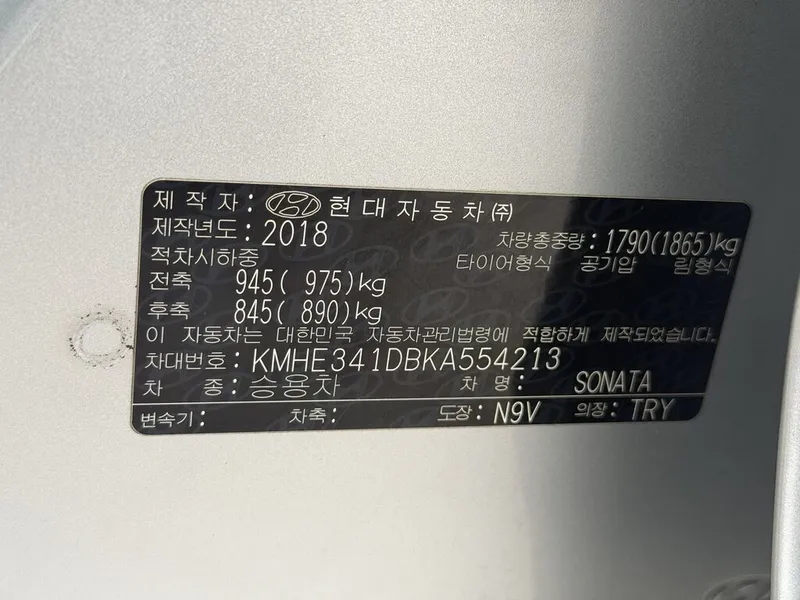 제 작 자 : 현대자동차(주)
제작년도 : 2018 차량총중량 : 1790(1865)kg
적차시하중 타이어형식 공기압 림형식
전축 945( 975)kg
후축 845( 890)kg
이 자동차는 대한민국 자동차관리법령에 적합하게 제작되었습니다.
차대번호 : KMHE341DBKA554213
차 종 : 승용차 차 명 : SONATA
변속기 : 차축 : 도장 : N9V 의장 : TRY